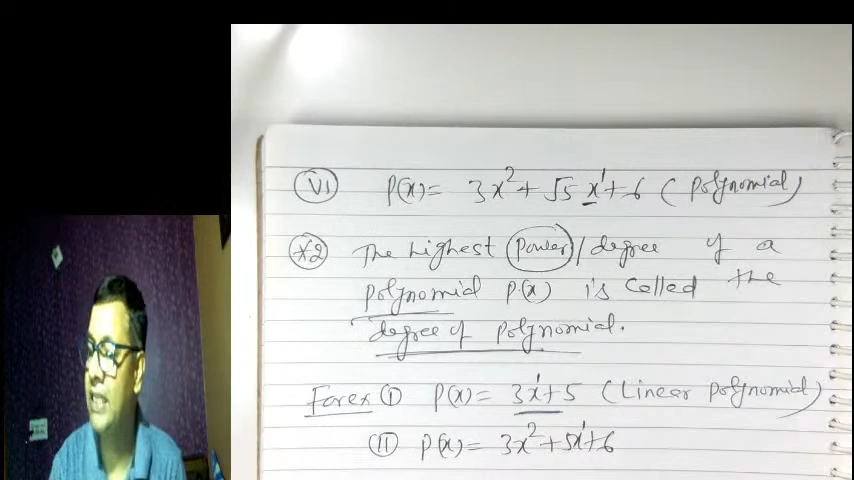 (VI) P(x) = 3x² + √5 x¹ + 6 (Polynomial)
*2 The highest Power/degree of a
polynomial P(x) is called the
degree of polynomial.
For ex (I) P(x) = 3x¹ + 5 (Linear polynomial)
(II) P(x) = 3x² + 5x¹ + 6